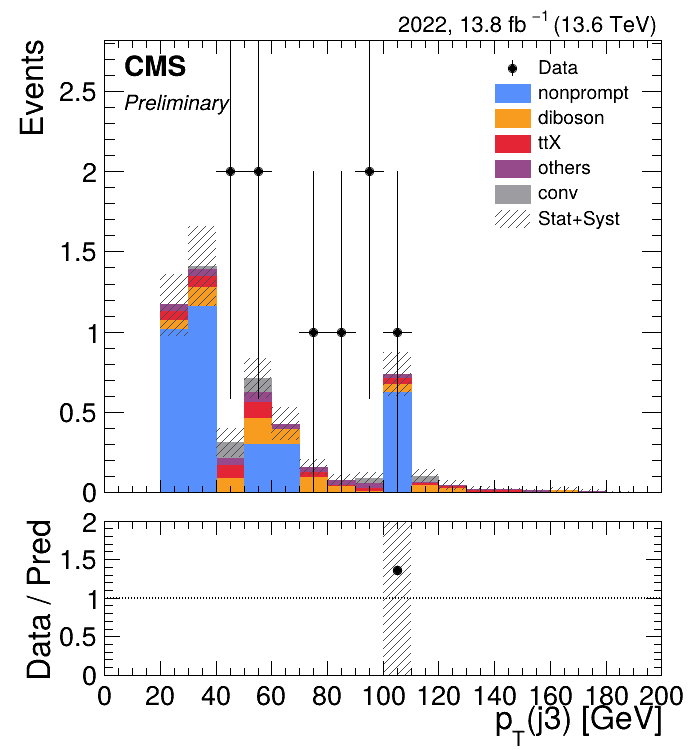 2022, 13.8 fb⁻¹ (13.6 TeV)
CMS
Preliminary
Events
Data
nonprompt
diboson
ttX
others
conv
Stat+Syst
2.5
2
1.5
1
0.5
0
Data / Pred
2
1.5
1
0.5
0
0 20 40 60 80 100 120 140 160 180 200
p_T(j3) [GeV]